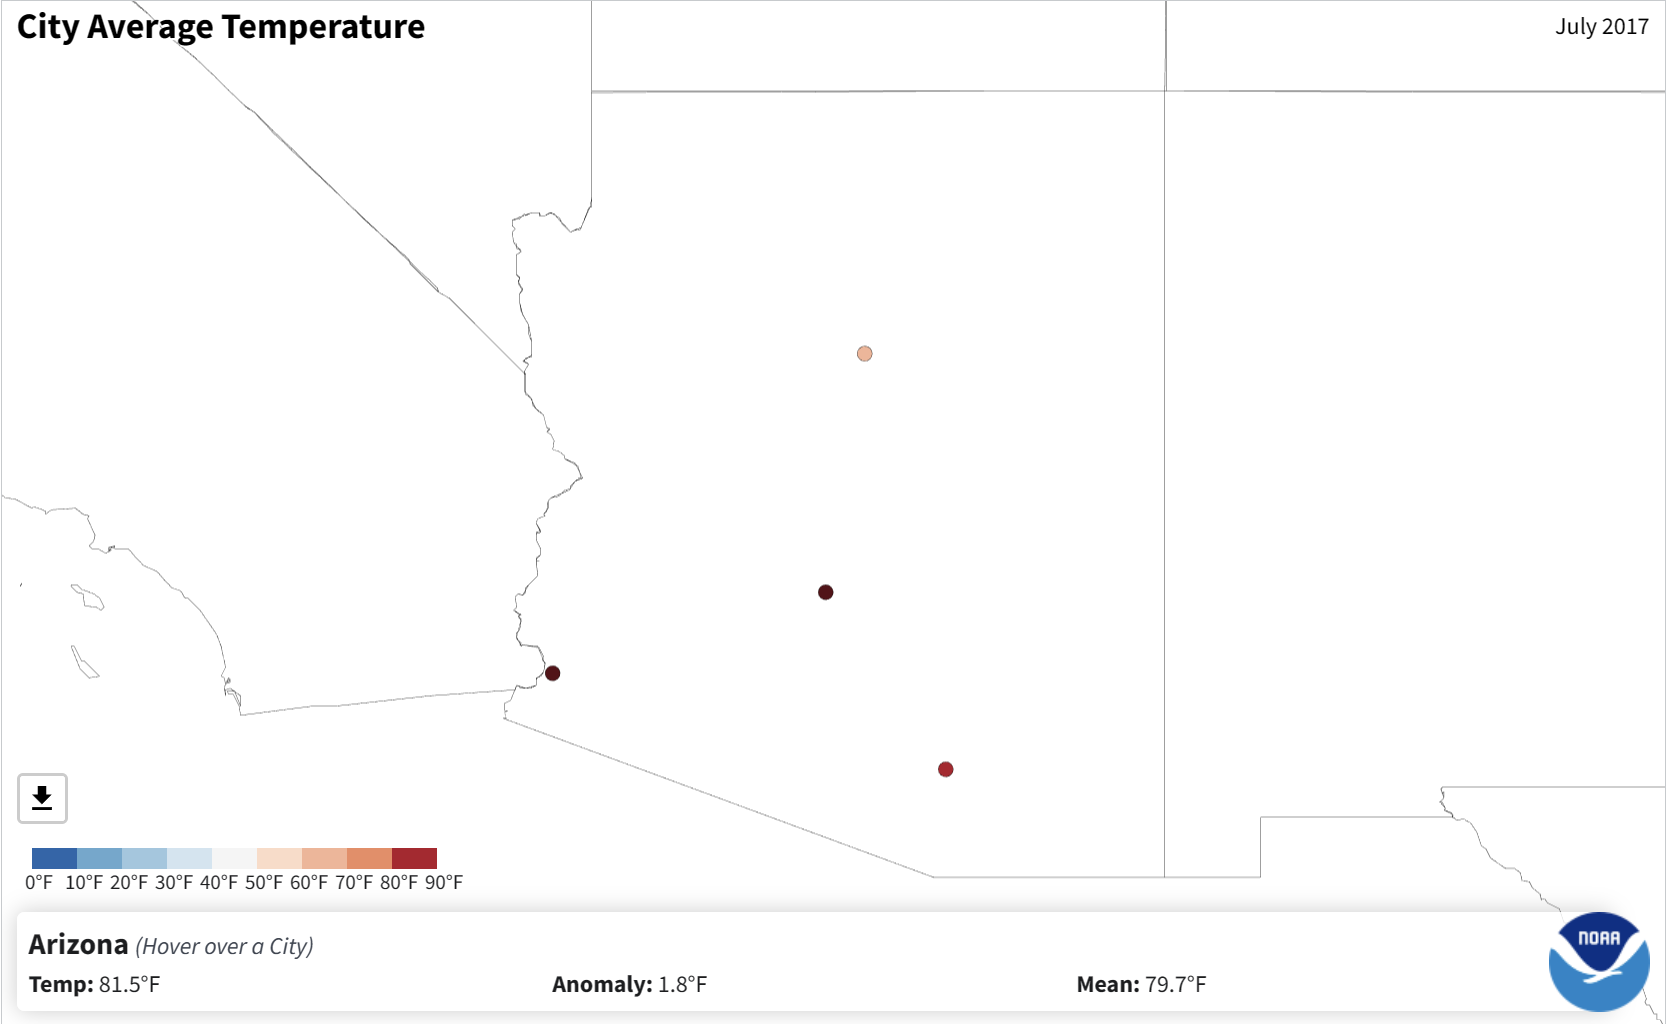 City Average Temperature
July 2017
0°F 10°F 20°F 30°F 40°F 50°F 60°F 70°F 80°F 90°F
Arizona (Hover over a City)
Temp: 81.5°F Anomaly: 1.8°F Mean: 79.7°F
NOAA